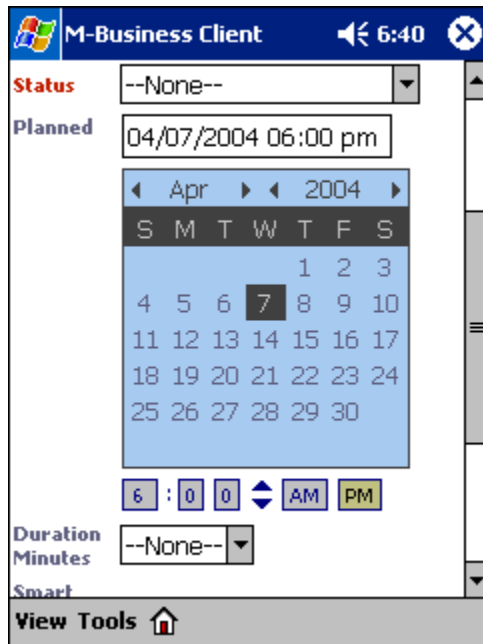 M-Business Client 6:40
Status --None--
Planned 04/07/2004 06:00 pm
Apr 2004
S M T W T F S
1 2 3
4 5 6 7 8 9 10
11 12 13 14 15 16 17
18 19 20 21 22 23 24
25 26 27 28 29 30
6 : 0 0 AM PM
Duration
Minutes --None--
Smart
View Tools